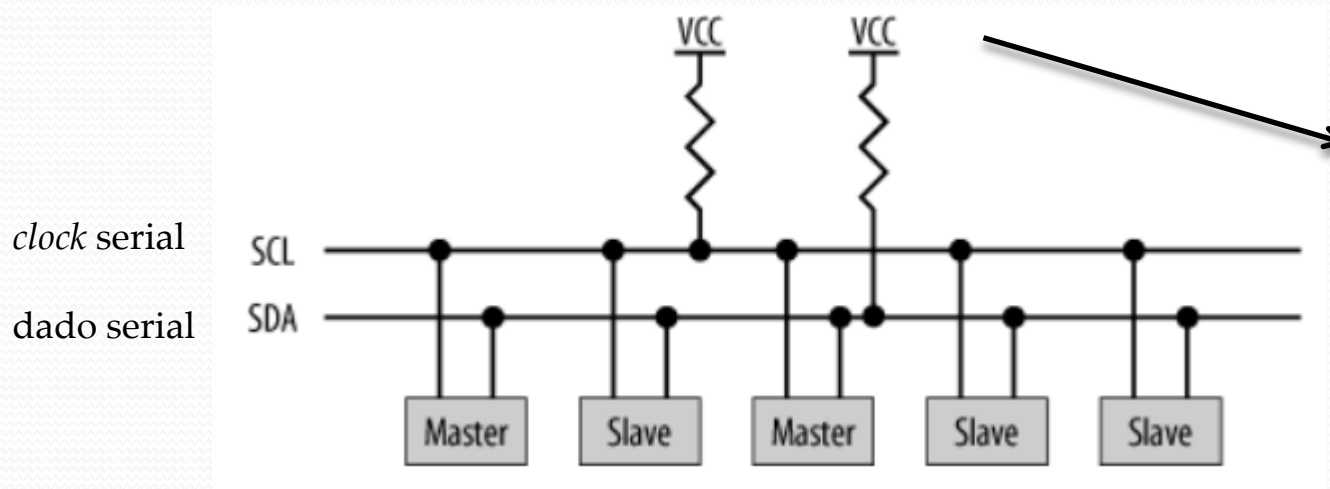 VCC VCC
clock serial SCL
dado serial SDA
Master Slave Master Slave Slave